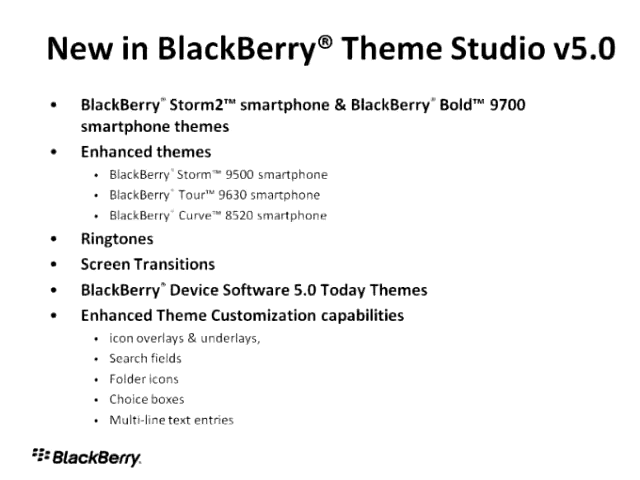 New in BlackBerry® Theme Studio v5.0
• BlackBerry® Storm2™ smartphone & BlackBerry® Bold™ 9700
smartphone themes
• Enhanced themes
• BlackBerry® Storm™ 9500 smartphone
• BlackBerry® Tour™ 9630 smartphone
• BlackBerry® Curve™ 8520 smartphone
• Ringtones
• Screen Transitions
• BlackBerry® Device Software 5.0 Today Themes
• Enhanced Theme Customization capabilities
• icon overlays & underlays,
• Search fields
• Folder icons
• Choice boxes
• Multi-line text entries
BlackBerry.